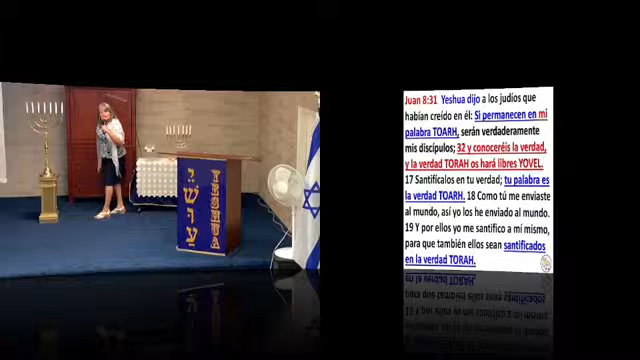 יֵ
שׁוּ
עַ
YESHUA
Juan 8:31 Yeshua dijo a los judíos que
habían creído en él: Si permanecen en mi
palabra TOARH, serán verdaderamente
mis discípulos; 32 y conoceréis la verdad,
y la verdad TORAH os hará libres YOVEL.
17 Santifícalos en tu verdad; tu palabra es
la verdad TOARH. 18 Como tú me enviaste
al mundo, así yo los he enviado al mundo.
19 Y por ellos yo me santifico a mí mismo,
para que también ellos sean santificados
en la verdad TORAH.